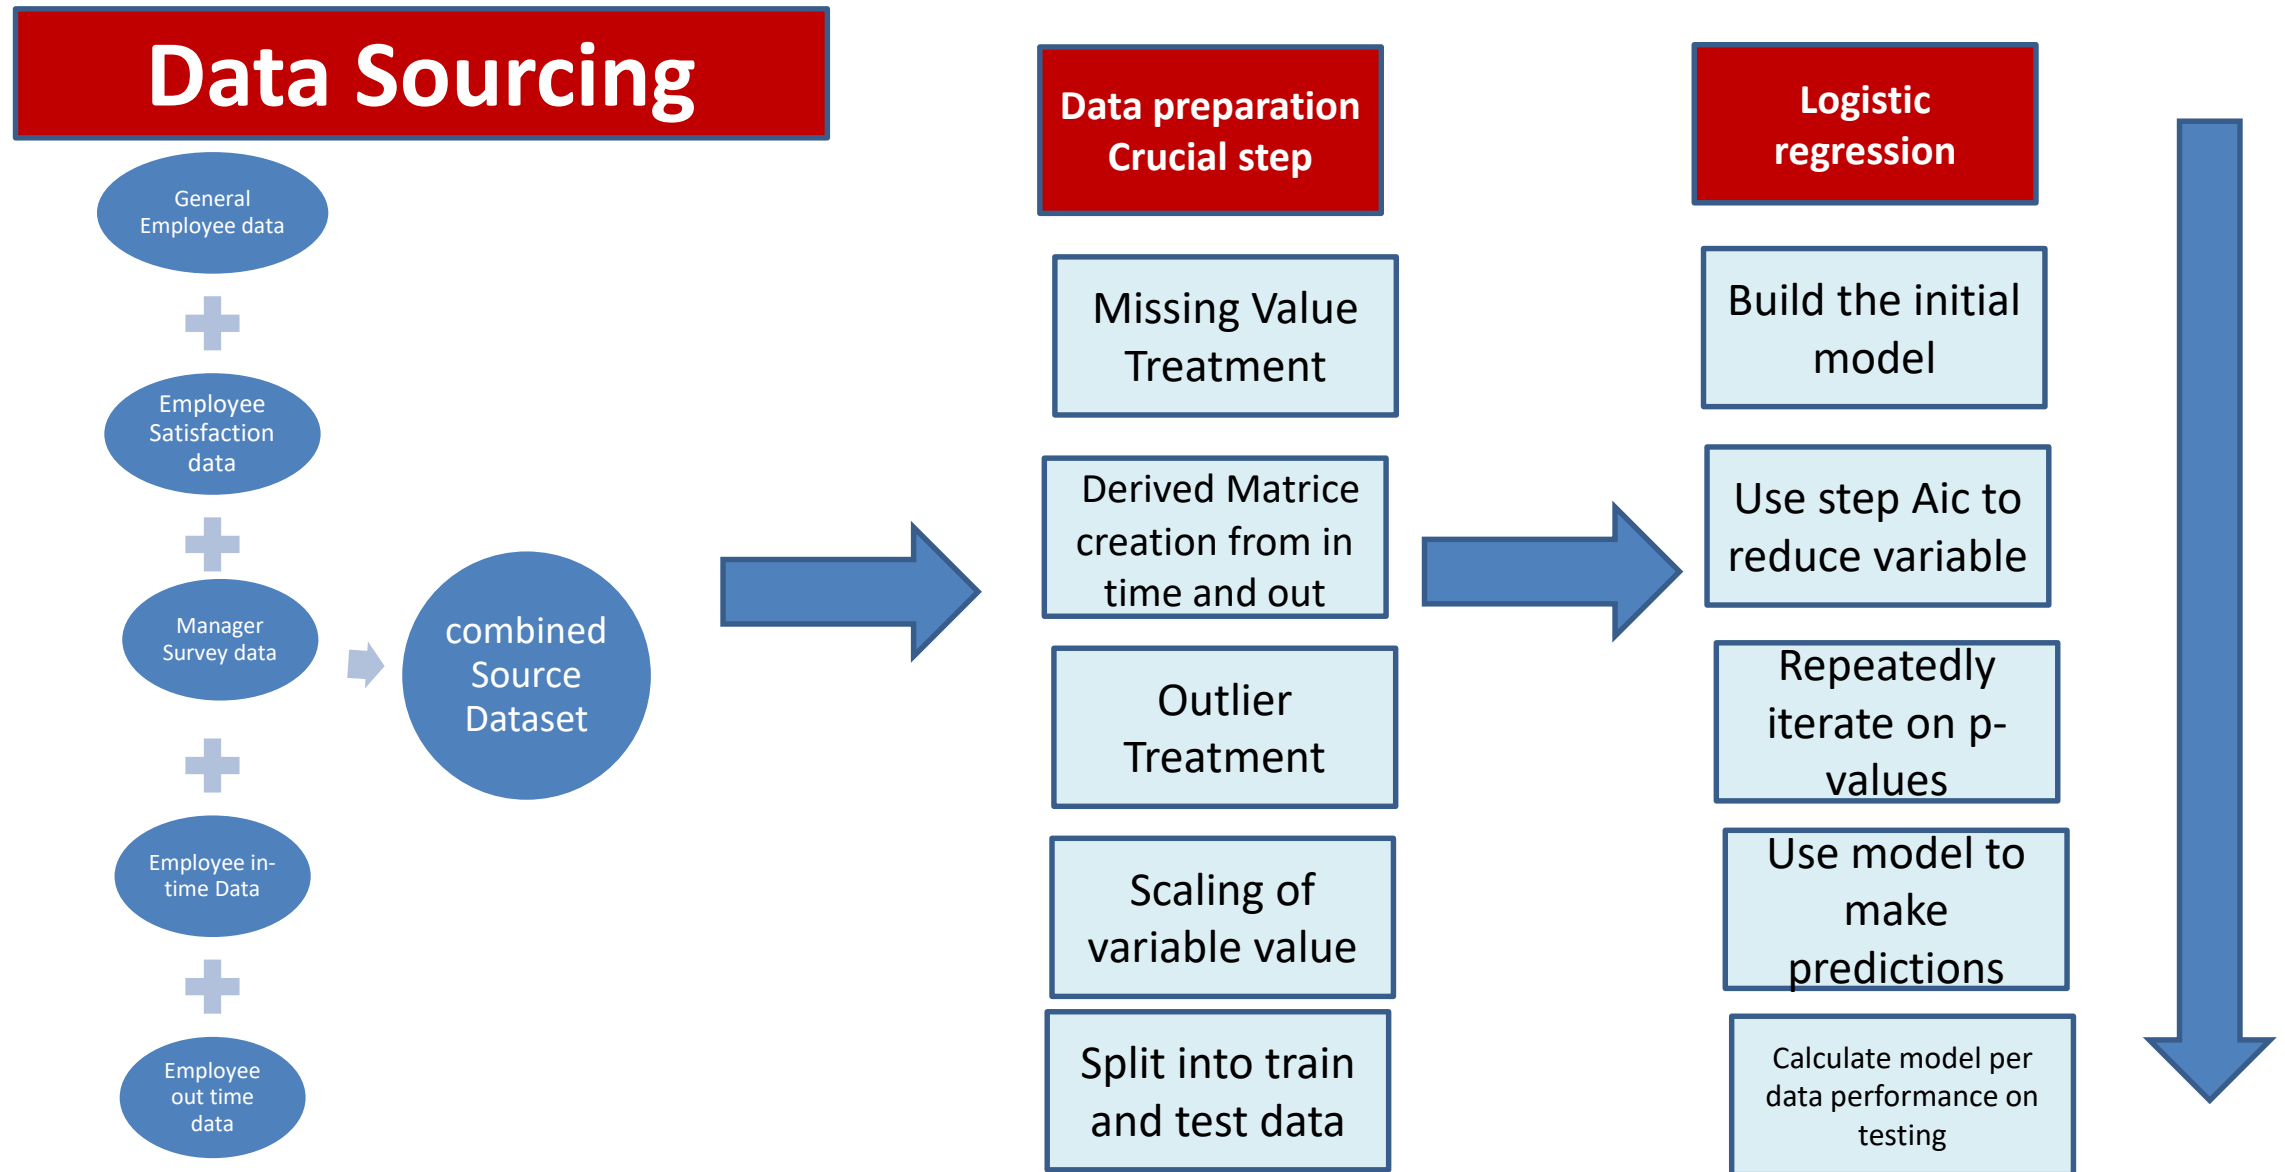 Data Sourcing
General
Employee data
Employee
Satisfaction
data
Manager
Survey data
Employee in-
time Data
Employee
out time
data
combined
Source
Dataset
Data preparation
Crucial step
Missing Value
Treatment
Derived Matrice
creation from in
time and out
Outlier
Treatment
Scaling of
variable value
Split into train
and test data
Logistic
regression
Build the initial
model
Use step Aic to
reduce variable
Repeatedly
iterate on p-
values
Use model to
make
predictions
Calculate model per
data performance on
testing